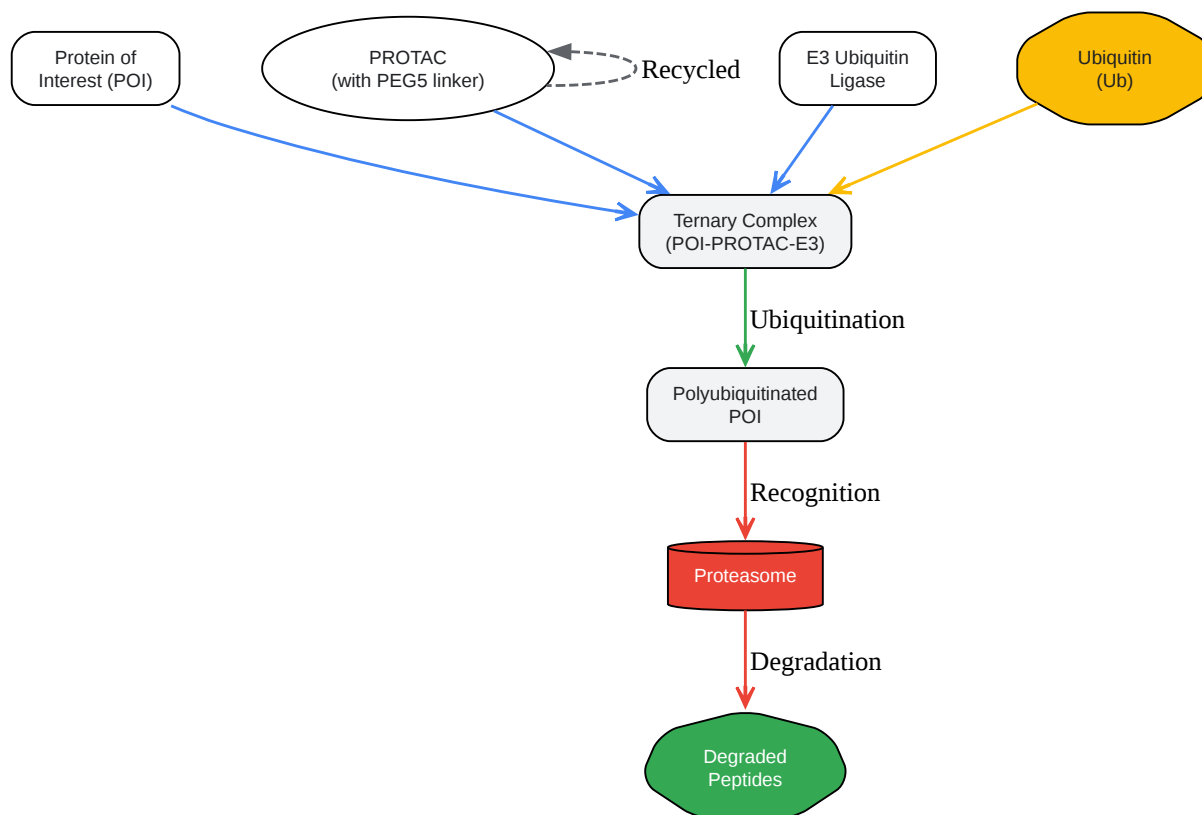 Protein of
Interest (POI)
PROTAC
(with PEG5 linker)
Recycled
E3 Ubiquitin
Ligase
Ubiquitin
(Ub)
Ternary Complex
(POI-PROTAC-E3)
Ubiquitination
Polyubiquitinated
POI
Recognition
Proteasome
Degradation
Degraded
Peptides